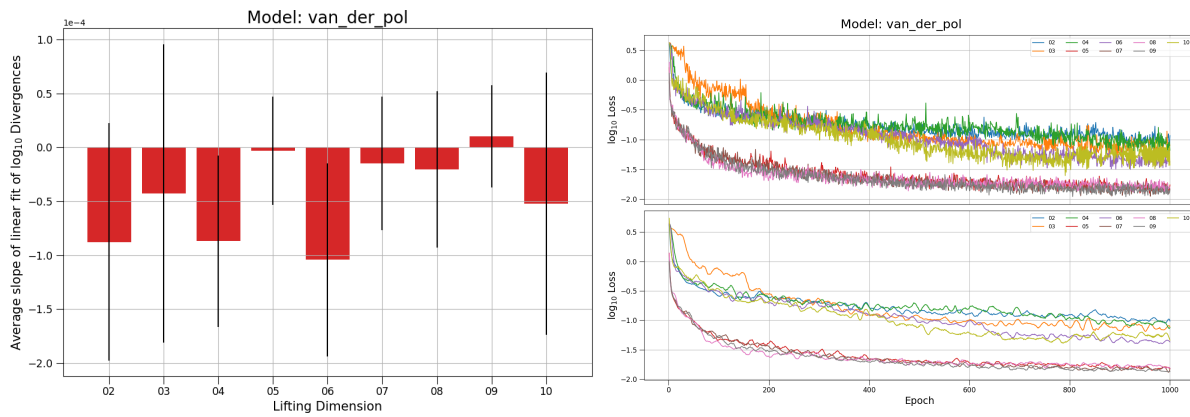 Model: van_der_pol
1e−4
1.0
0.5
0.0
−0.5
−1.0
−1.5
−2.0
Average slope of linear fit of log₁₀ Divergences
02 03 04 05 06 07 08 09 10
Lifting Dimension
Model: van_der_pol
0.5
0.0
−0.5
−1.0
−1.5
−2.0
log₁₀ Loss
02 04 06 08 10
03 05 07 09
0.5
0.0
−0.5
−1.0
−1.5
−2.0
log₁₀ Loss
02 04 06 08 10
03 05 07 09
0 200 400 600 800 1000
Epoch